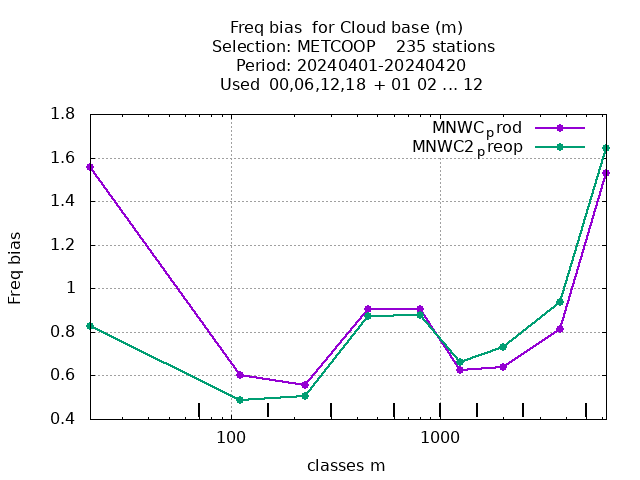 Freq bias for Cloud base (m)
Selection: METCOOP 235 stations
Period: 20240401-20240420
Used 00,06,12,18 + 01 02 ... 12
MNWC_prod
MNWC2_preop
1.8
1.6
1.4
1.2
1
0.8
0.6
0.4
Freq bias
100 1000
classes m